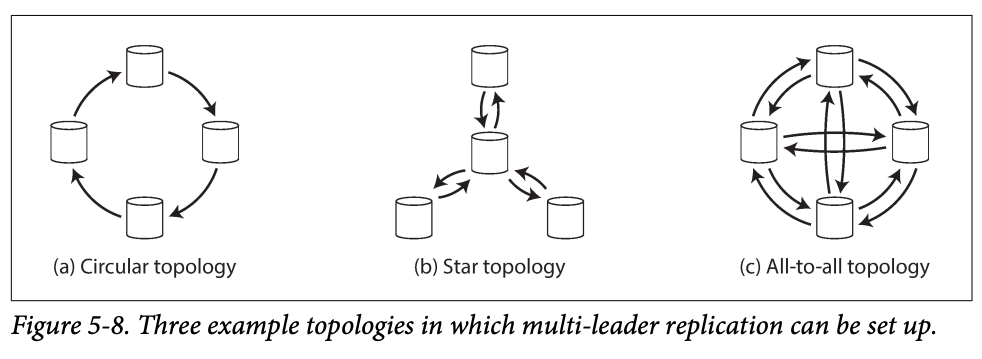 (a) Circular topology
(b) Star topology
(c) All-to-all topology
Figure 5-8. Three example topologies in which multi-leader replication can be set up.